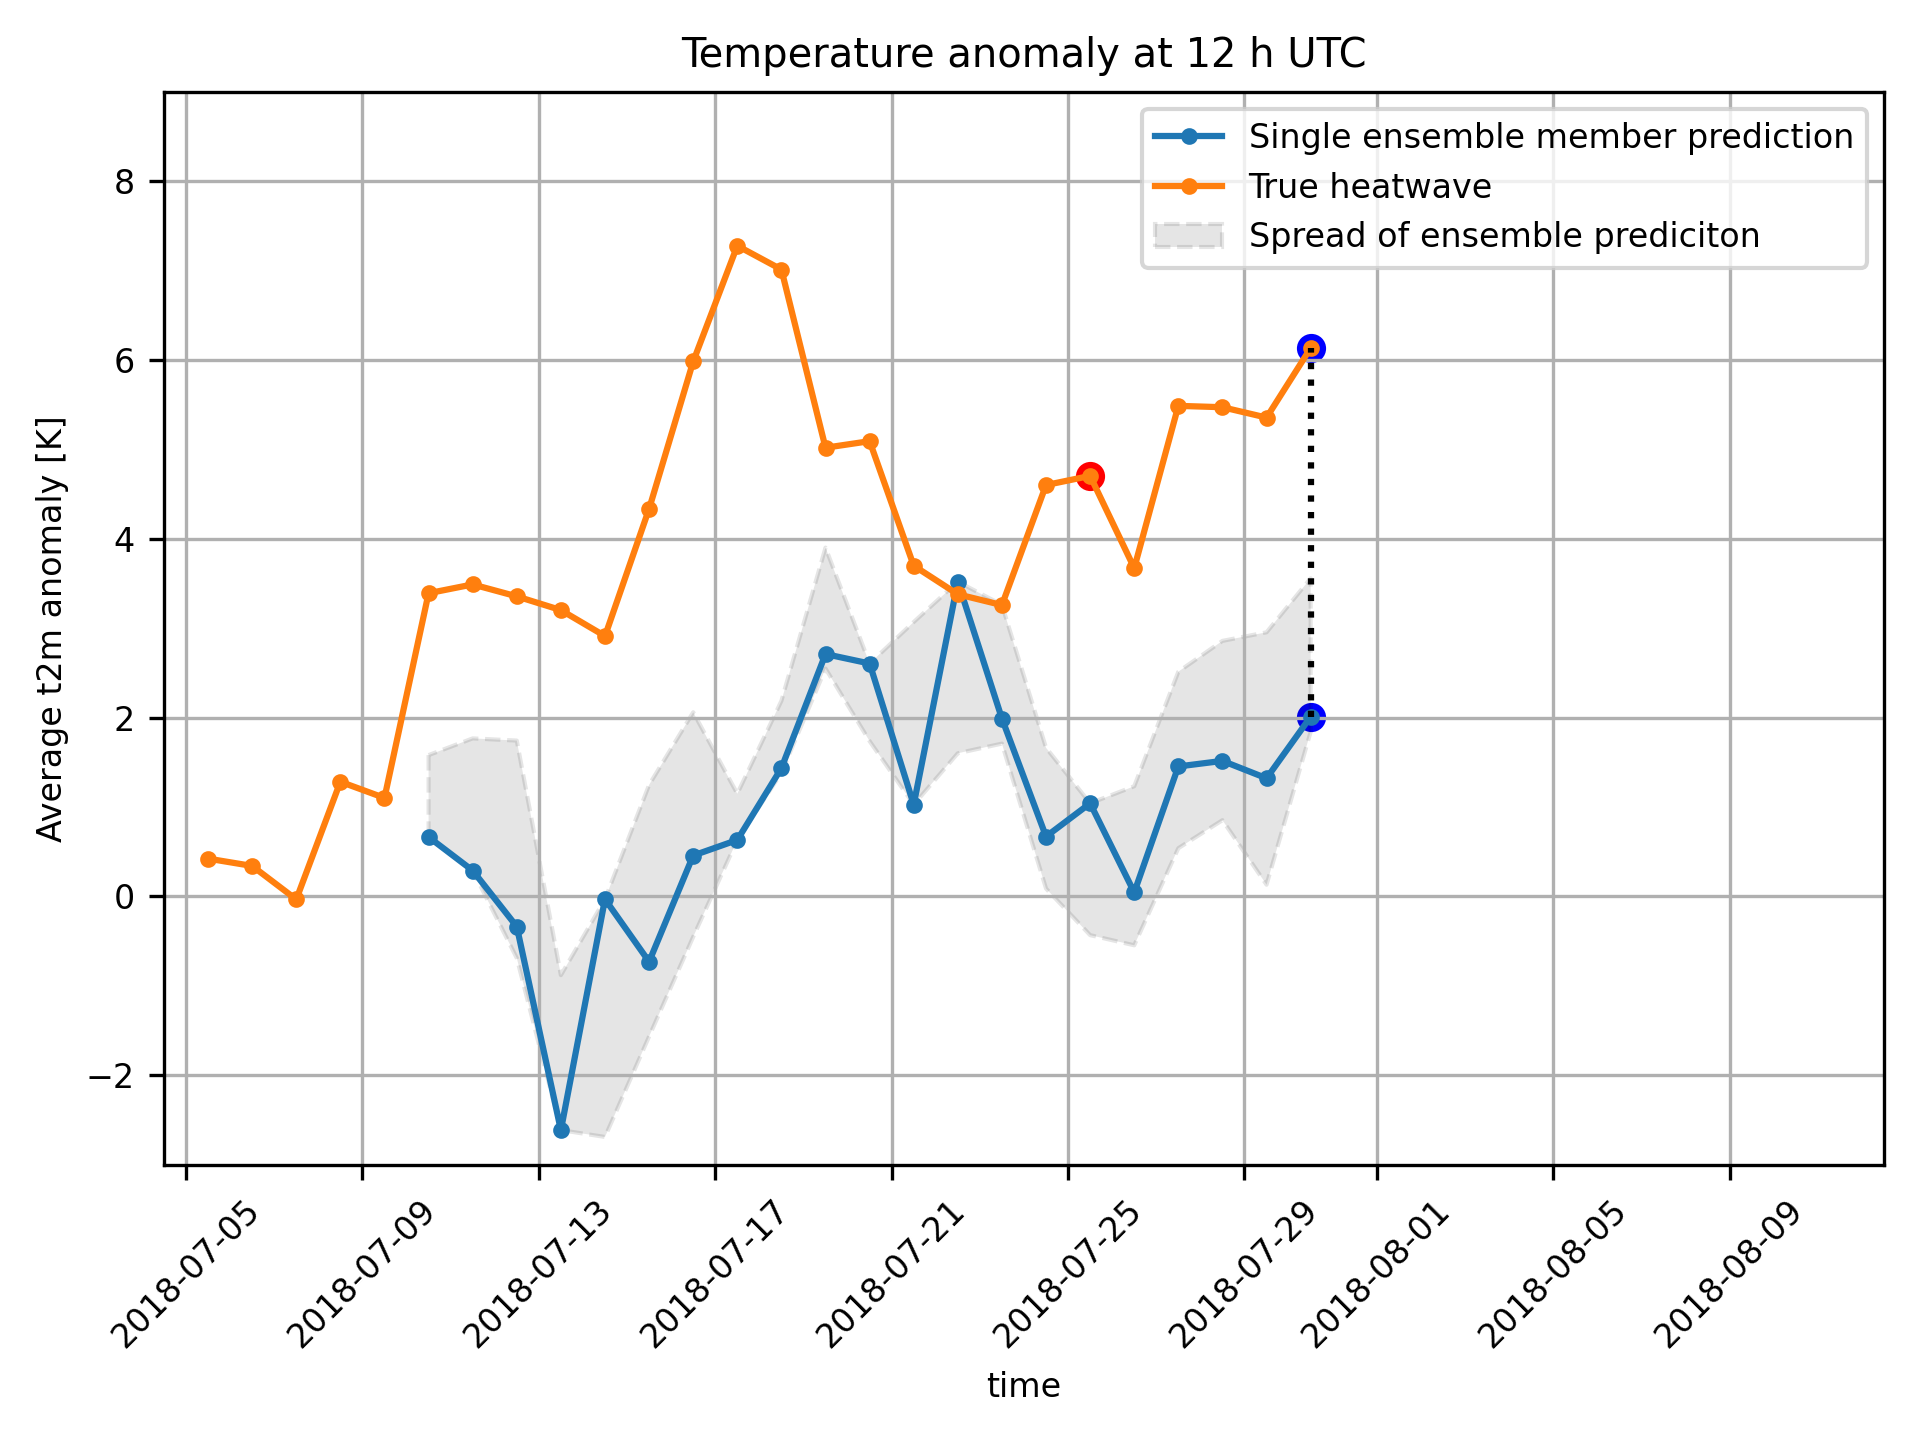 Temperature anomaly at 12 h UTC
Single ensemble member prediction
True heatwave
Spread of ensemble prediciton
Average t2m anomaly [K]
8
6
4
2
0
−2
2018-07-05
2018-07-09
2018-07-13
2018-07-17
2018-07-21
2018-07-25
2018-07-29
2018-08-01
2018-08-05
2018-08-09
time